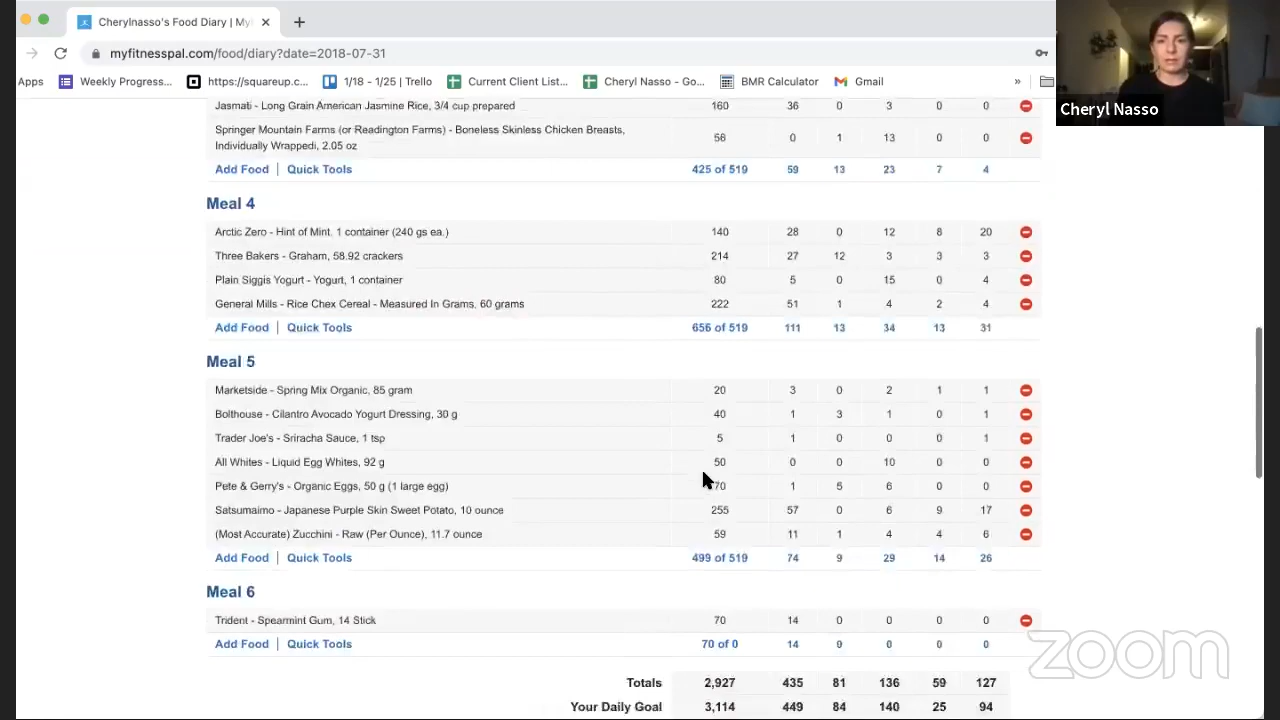 Cherylnasso's Food Diary | My
myfitnesspal.com/food/diary?date=2018-07-31
Apps Weekly Progress... https://squareup.c... 1/18 - 1/25 | Trello Current Client List... Cheryl Nasso - Go... BMR Calculator Gmail »
Cheryl Nasso
Jasmati - Long Grain American Jasmine Rice, 3/4 cup prepared 160 36 0 3 0 0
Springer Mountain Farms (or Readington Farms) - Boneless Skinless Chicken Breasts,
Individually Wrappedi, 2.05 oz 56 0 1 13 0 0
Add Food | Quick Tools 425 of 519 59 13 23 7 4
Meal 4
Arctic Zero - Hint of Mint. 1 container (240 gs ea.) 140 28 0 12 8 20
Three Bakers - Graham, 58.92 crackers 214 27 12 3 3 3
Plain Siggis Yogurt - Yogurt, 1 container 80 5 0 15 0 4
General Mills - Rice Chex Cereal - Measured In Grams, 60 grams 222 51 1 4 2 4
Add Food | Quick Tools 656 of 519 111 13 34 13 31
Meal 5
Marketside - Spring Mix Organic, 85 gram 20 3 0 2 1 1
Bolthouse - Cilantro Avocado Yogurt Dressing, 30 g 40 1 3 1 0 1
Trader Joe's - Sriracha Sauce, 1 tsp 5 1 0 0 0 1
All Whites - Liquid Egg Whites, 92 g 50 0 0 10 0 0
Pete & Gerry's - Organic Eggs, 50 g (1 large egg) 70 1 5 6 0 0
Satsumaimo - Japanese Purple Skin Sweet Potato, 10 ounce 255 57 0 6 9 17
(Most Accurate) Zucchini - Raw (Per Ounce), 11.7 ounce 59 11 1 4 4 6
Add Food | Quick Tools 499 of 519 74 9 29 14 26
Meal 6
Trident - Spearmint Gum, 14 Stick 70 14 0 0 0 0
Add Food | Quick Tools 70 of 0 14 9 0 0 0
Totals 2,927 435 81 136 59 127
Your Daily Goal 3,114 449 84 140 25 94
zoom